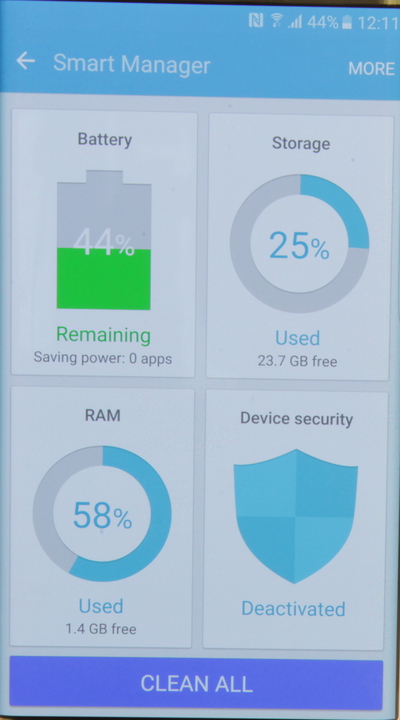 44% 12:11
Smart Manager
MORE
Battery
44%
Remaining
Saving power: 0 apps
Storage
25%
Used
23.7 GB free
RAM
58%
Used
1.4 GB free
Device security
Deactivated
CLEAN ALL